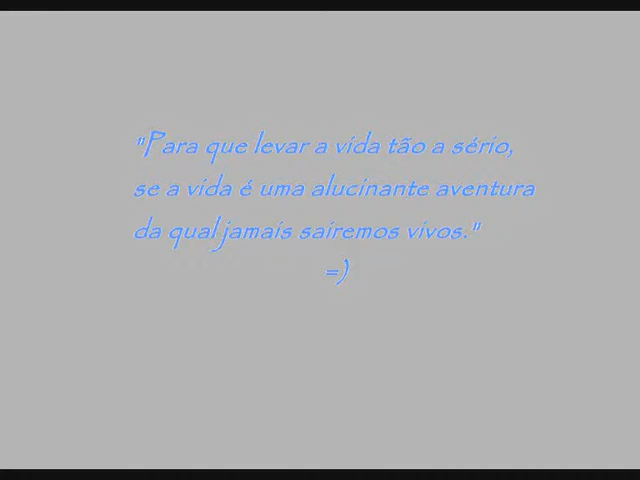 "Para que levar a vida tão a sério,
se a vida é uma alucinante aventura
da qual jamais sairemos vivos."
=)